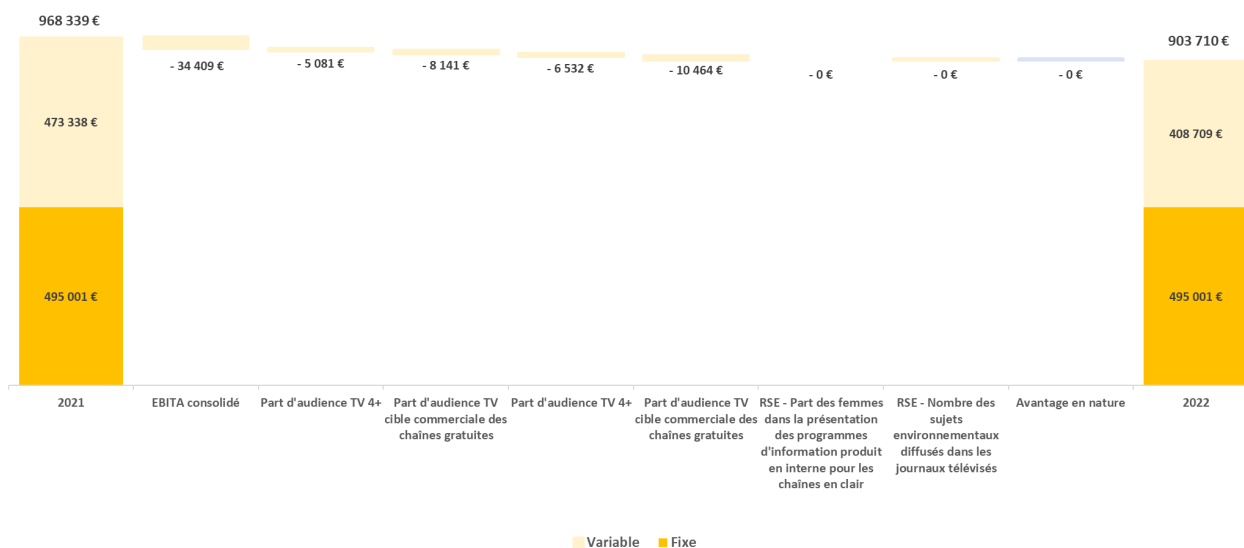 968 339 €
903 710 €
- 34 409 €
- 5 081 €
- 8 141 €
- 6 532 €
- 10 464 €
- 0 €
- 0 €
- 0 €
473 338 €
408 709 €
495 001 €
495 001 €
2021
EBITA consolidé
Part d'audience TV 4+
Part d'audience TV
cible commerciale des
chaînes gratuites
Part d'audience TV 4+
Part d'audience TV
cible commerciale des
chaînes gratuites
RSE - Part des femmes
dans la présentation
des programmes
d'information produit
en interne pour les
chaînes en clair
RSE - Nombre des
sujets
environnementaux
diffusés dans les
journaux télévisés
Avantage en nature
2022
Variable
Fixe